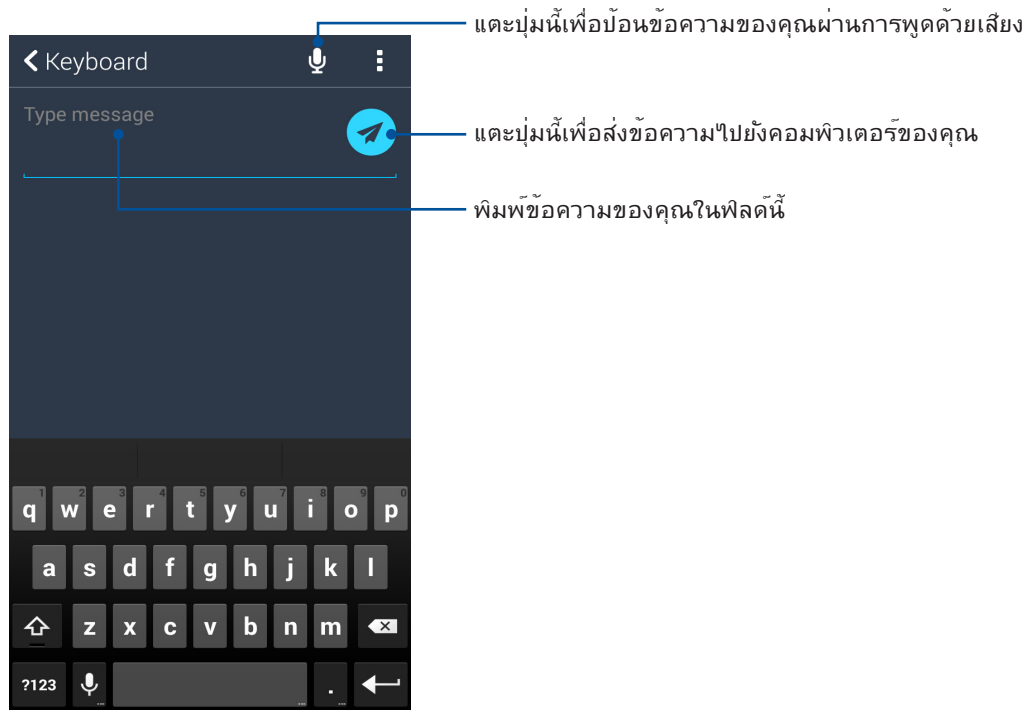 แตะปุ่มนี้เพื่อป้อนข้อความของคุณผ่านการพูดด้วยเสียง
Keyboard
Type message
แตะปุ่มนี้เพื่อส่งข้อความไปยังคอมพิวเตอร์ของคุณ
พิมพ์ข้อความของคุณในฟิลด์นี้
1 2 3 4 5 6 7 8 9 0
q w e r t y u i o p
a s d f g h j k l
z x c v b n m
?123 ... ... . ...